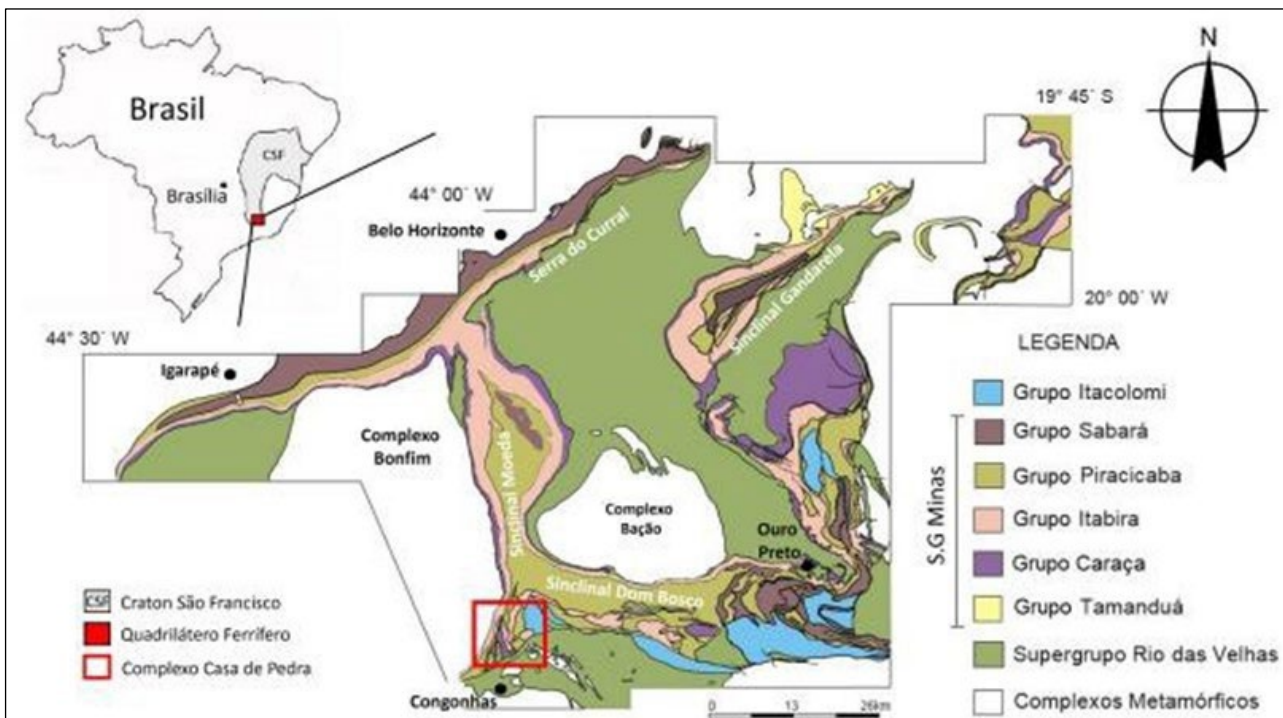 Brasil
CSF
Brasília
N
19° 45´ S
44° 00´ W
Belo Horizonte
Serra do Curral
Sinclinal Gandarela
20° 00´ W
44° 30´ W
Igarapé
Complexo
Bonfim
Sinclinal Moeda
Complexo
Bação
Ouro
Preto
Sinclinal Dom Bosco
Congonhas
CSF Craton São Francisco
Quadrilátero Ferrífero
Complexo Casa de Pedra
LEGENDA
Grupo Itacolomi
S.G Minas
Grupo Sabará
Grupo Piracicaba
Grupo Itabira
Grupo Caraça
Grupo Tamanduá
Supergrupo Rio das Velhas
Complexos Metamórficos
0 13 26km